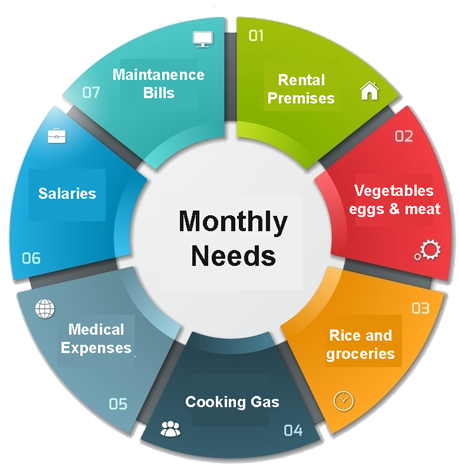 Monthly
Needs
01
Rental
Premises
02
Vegetables
eggs & meat
03
Rice and
groceries
Cooking Gas
04
Medical
Expenses
05
Salaries
06
Maintanence
Bills
07